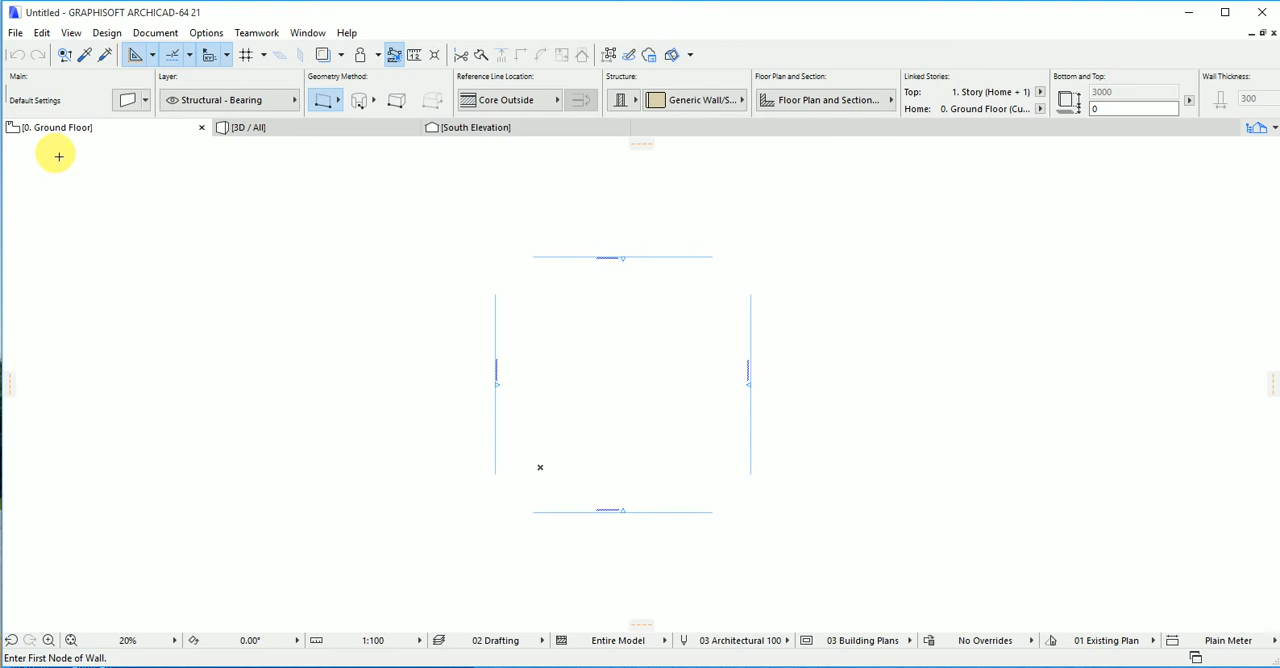 Untitled - GRAPHISOFT ARCHICAD-64 21
File Edit View Design Document Options Teamwork Window Help
Main: Layer: Geometry Method: Reference Line Location: Structure: Floor Plan and Section: Linked Stories: Bottom and Top: Wall Thickness:
Default Settings Structural - Bearing Core Outside Generic Wall/S... Floor Plan and Section... Top: 1. Story (Home + 1) 3000 300
Home: 0. Ground Floor (Cu... 0
[0. Ground Floor] [3D / All] [South Elevation]
20% 0.00° 1:100 02 Drafting Entire Model 03 Architectural 100 03 Building Plans No Overrides 01 Existing Plan Plain Meter
Enter First Node of Wall.